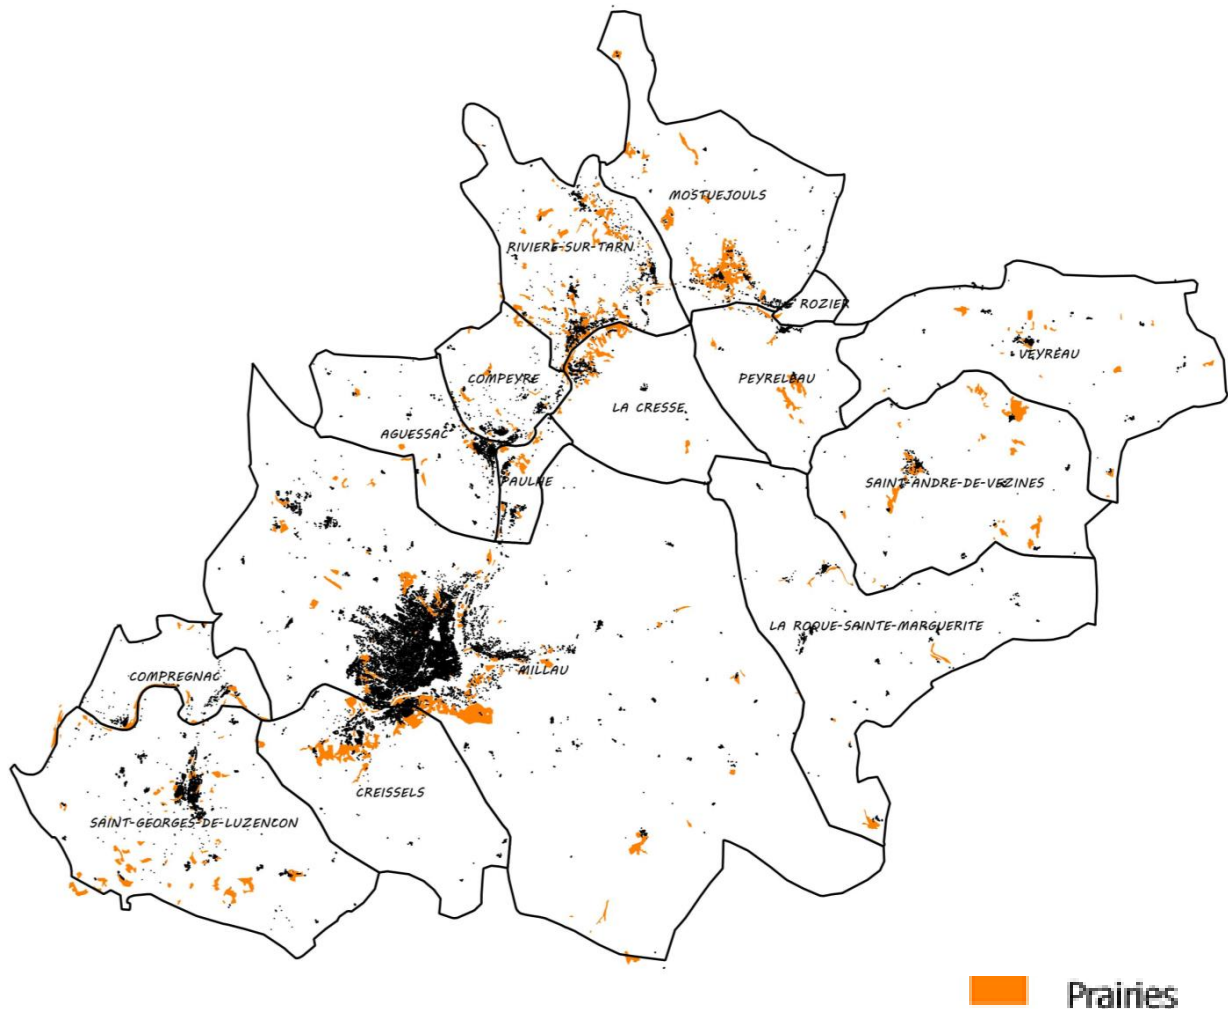 MOSTUEJOULS
RIVIERE-SUR-TARN
ROZIER
VEYREAU
COMPEYRE
PEYRELEAU
LA CRESSE
AGUESSAC
PAULHE
SAINT-ANDRE-DE-VEZINES
LA ROQUE-SAINTE-MARGUERITE
MILLAU
COMPREGNAC
CREISSELS
SAINT-GEORGES-DE-LUZENCON
Prairies